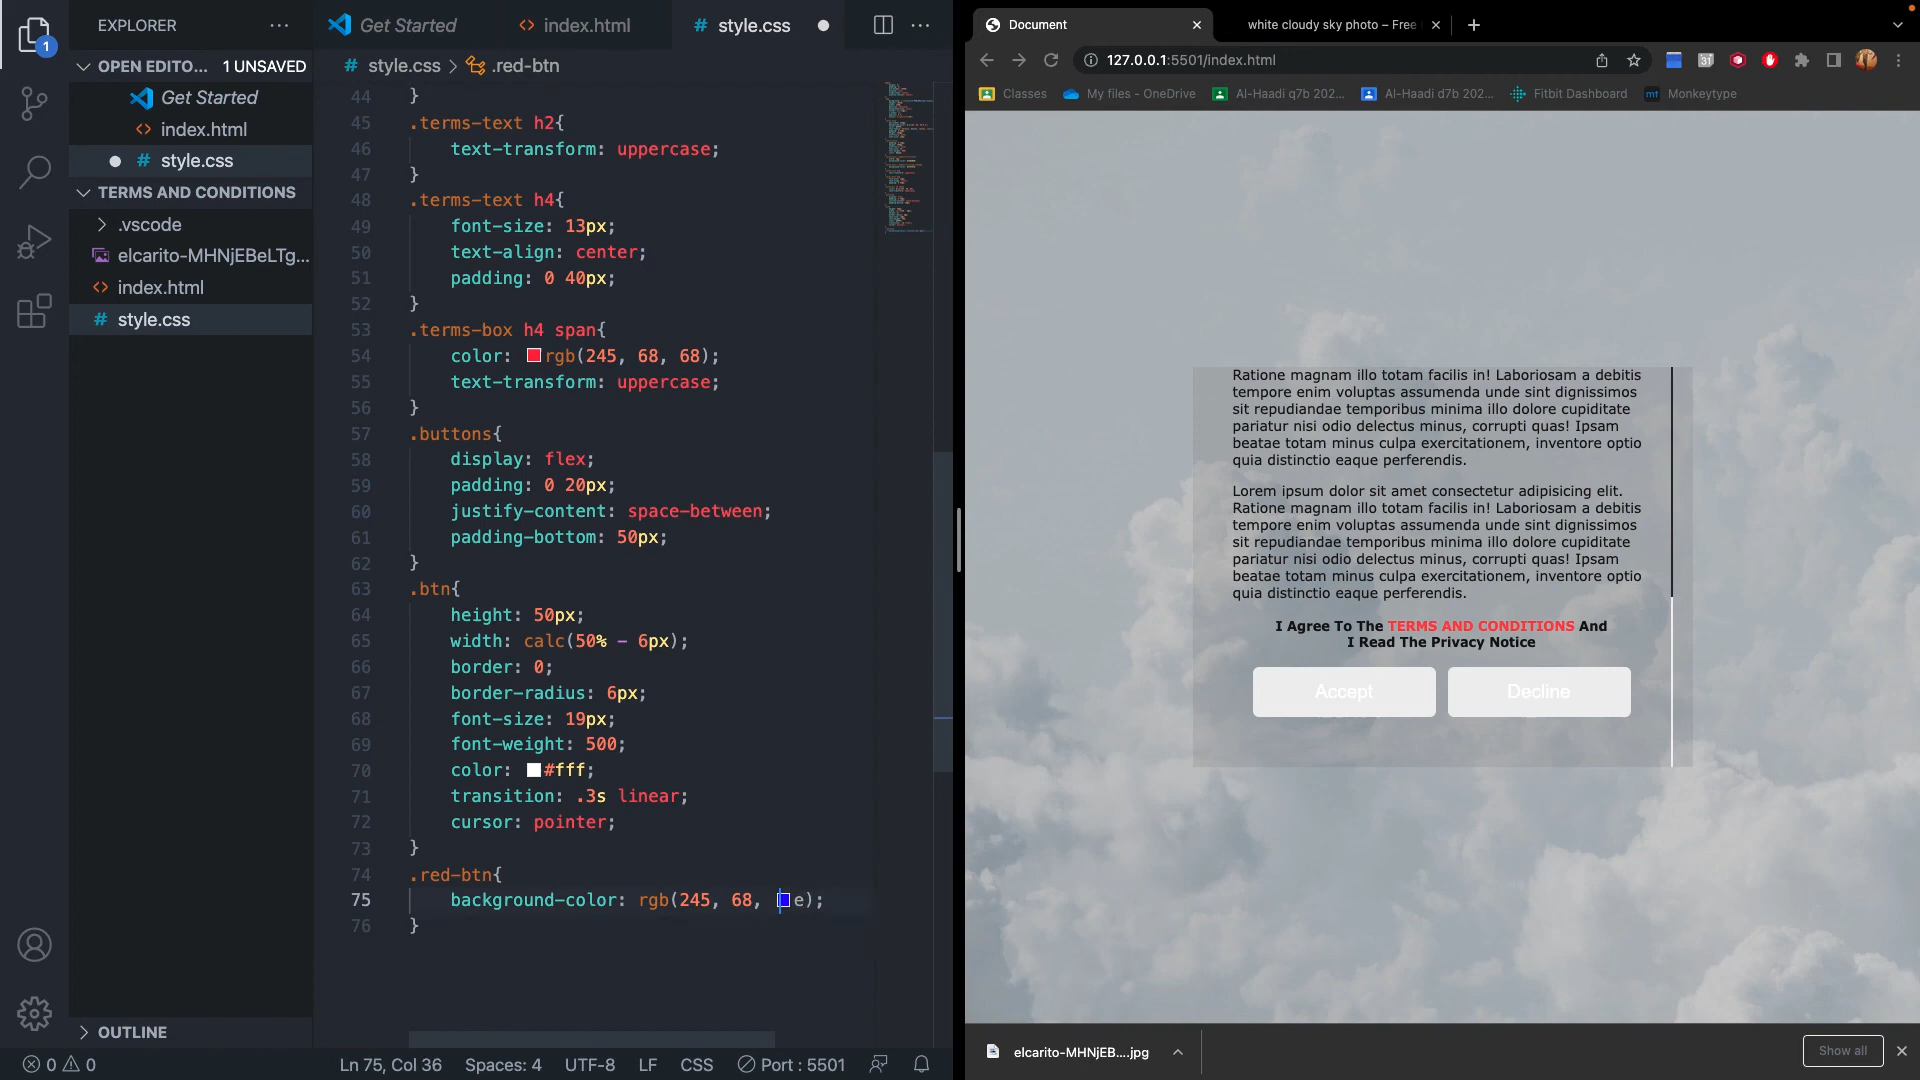 EXPLORER
OPEN EDITO... 1 UNSAVED
Get Started
index.html
style.css
TERMS AND CONDITIONS
.vscode
elcarito-MHNjEBeLTg...
index.html
style.css
OUTLINE
1
Get Started
index.html
style.css
style.css > .red-btn
44 }
45 .terms-text h2{
46 text-transform: uppercase;
47 }
48 .terms-text h4{
49 font-size: 13px;
50 text-align: center;
51 padding: 0 40px;
52 }
53 .terms-box h4 span{
54 color: rgb(245, 68, 68);
55 text-transform: uppercase;
56 }
57 .buttons{
58 display: flex;
59 padding: 0 20px;
60 justify-content: space-between;
61 padding-bottom: 50px;
62 }
63 .btn{
64 height: 50px;
65 width: calc(50% - 6px);
66 border: 0;
67 border-radius: 6px;
68 font-size: 19px;
69 font-weight: 500;
70 color: #fff;
71 transition: .3s linear;
72 cursor: pointer;
73 }
74 .red-btn{
75 background-color: rgb(245, 68, e);
76 }
0 0
Ln 75, Col 36 Spaces: 4 UTF-8 LF CSS Port : 5501
Document
white cloudy sky photo – Free
127.0.0.1:5501/index.html
31
Classes My files - OneDrive Al-Haadi q7b 202... Al-Haadi d7b 202... Fitbit Dashboard mt Monkeytype
Ratione magnam illo totam facilis in! Laboriosam a debitis
tempore enim voluptas assumenda unde sint dignissimos
sit repudiandae temporibus minima illo dolore cupiditate
pariatur nisi odio delectus minus, corrupti quas! Ipsam
beatae totam minus culpa exercitationem, inventore optio
quia distinctio eaque perferendis.
Lorem ipsum dolor sit amet consectetur adipisicing elit.
Ratione magnam illo totam facilis in! Laboriosam a debitis
tempore enim voluptas assumenda unde sint dignissimos
sit repudiandae temporibus minima illo dolore cupiditate
pariatur nisi odio delectus minus, corrupti quas! Ipsam
beatae totam minus culpa exercitationem, inventore optio
quia distinctio eaque perferendis.
I Agree To The TERMS AND CONDITIONS And
I Read The Privacy Notice
Accept Decline
elcarito-MHNjEB....jpg
Show all